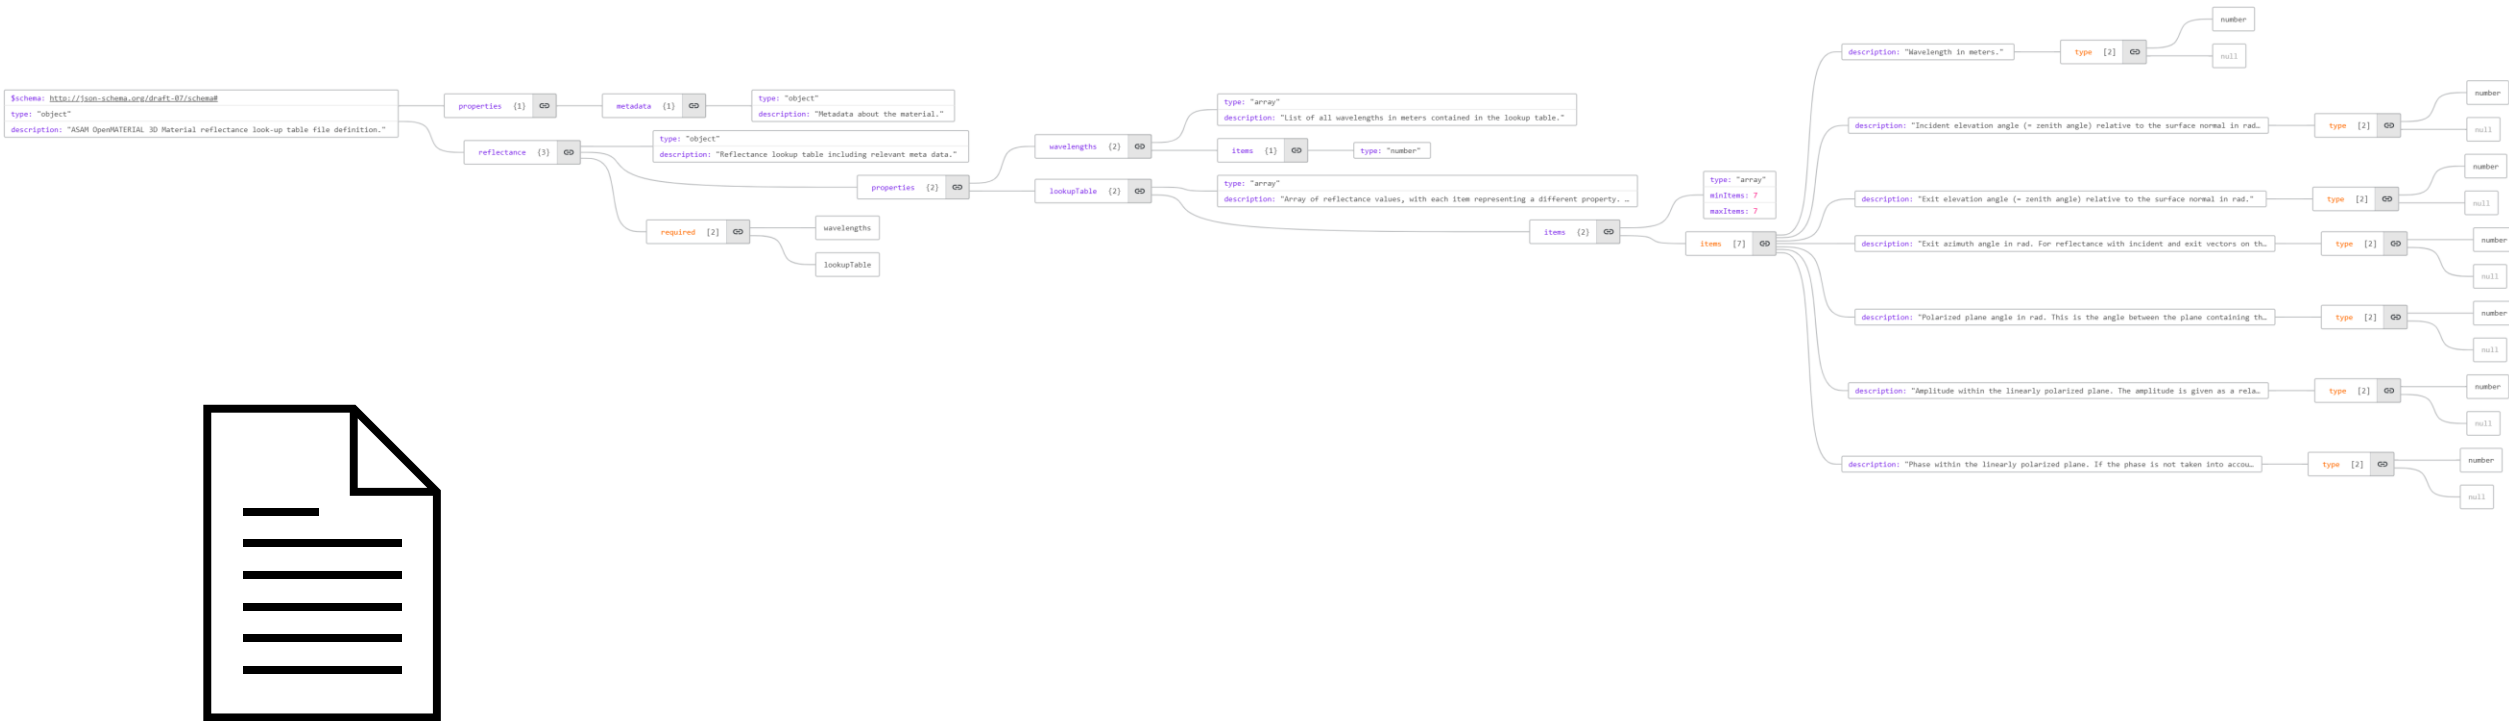 $schema: http://json-schema.org/draft-07/schema#
type: "object"
description: "ASAM OpenMATERIAL 3D Material reflectance look-up table file definition."
properties {1}
metadata {1}
type: "object"
description: "Metadata about the material."
reflectance {3}
type: "object"
description: "Reflectance lookup table including relevant meta data."
properties {2}
wavelengths {2}
type: "array"
description: "List of all wavelengths in meters contained in the lookup table."
items {1}
type: "number"
lookupTable {2}
type: "array"
description: "Array of reflectance values, with each item representing a different property. …
items {2}
type: "array"
minItems: 7
maxItems: 7
items [7]
description: "Wavelength in meters."
type [2]
number
null
description: "Incident elevation angle (= zenith angle) relative to the surface normal in rad…
type [2]
number
null
description: "Exit elevation angle (= zenith angle) relative to the surface normal in rad."
type [2]
number
null
description: "Exit azimuth angle in rad. For reflectance with incident and exit vectors on th…
type [2]
number
null
description: "Polarized plane angle in rad. This is the angle between the plane containing th…
type [2]
number
null
description: "Amplitude within the linearly polarized plane. The amplitude is given as a rela…
type [2]
number
null
description: "Phase within the linearly polarized plane. If the phase is not taken into accou…
type [2]
number
null
required [2]
wavelengths
lookupTable